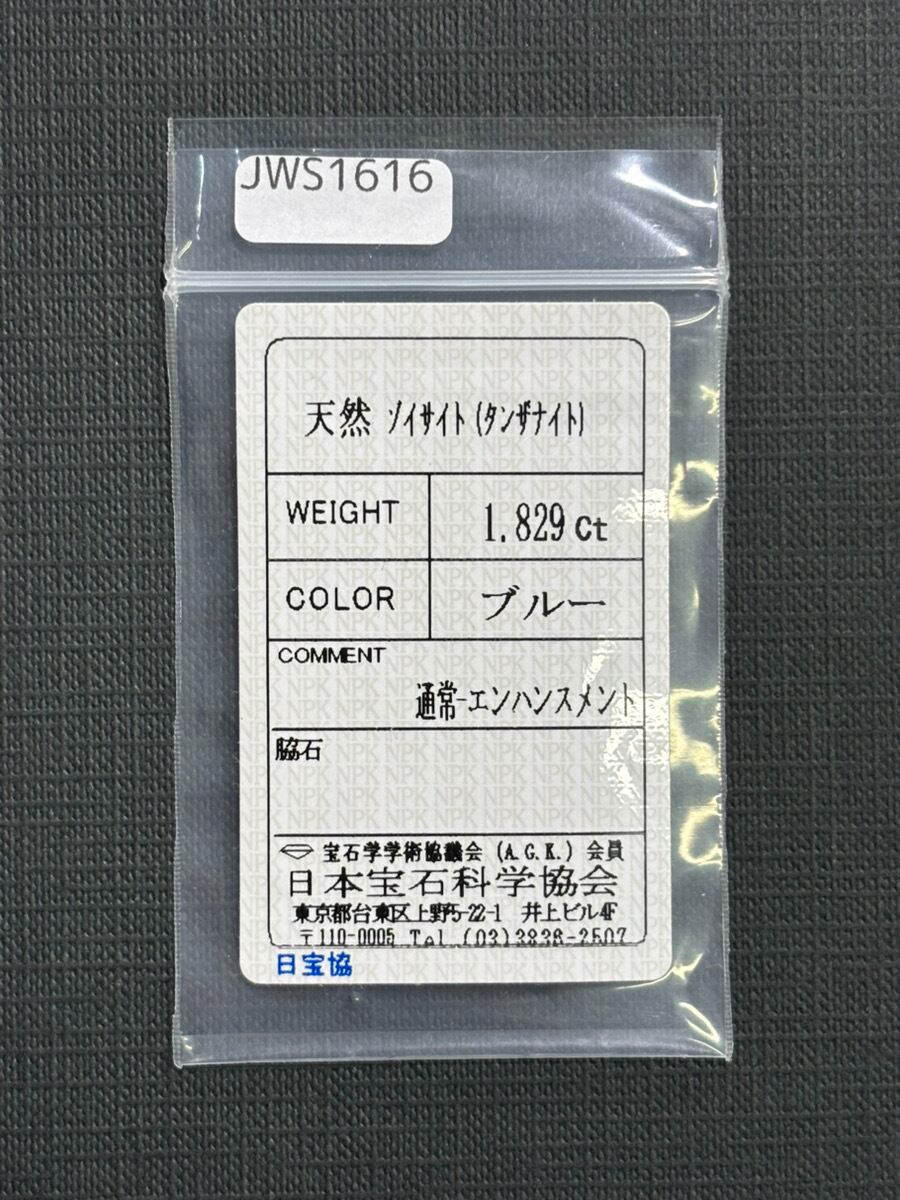 JWS1616
天然 ゾイサイト(タンザナイト)
WEIGHT 1.829 ct
COLOR ブルー
COMMENT
通常-エンハンスメント
脇石
宝石学学術協議会 (A.G.K.) 会員
日本宝石科学協会
東京都台東区上野5-22-1 井上ビル4F
〒110-0005 Tel (03)3836-2507
日宝協